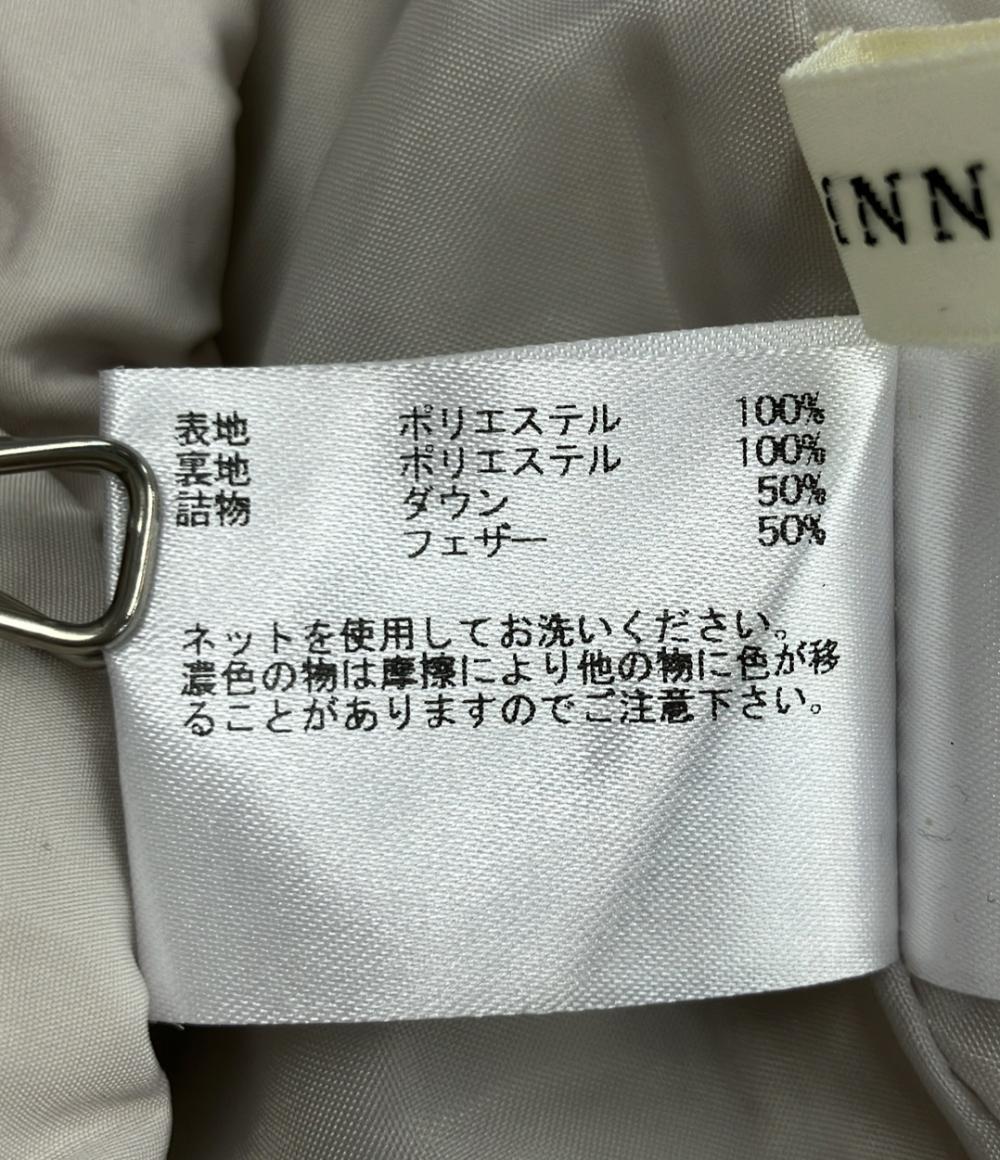 INN
表地 ポリエステル 100%
裏地 ポリエステル 100%
詰物 ダウン 50%
フェザー 50%
ネットを使用してお洗いください。
濃色の物は摩擦により他の物に色が移
ることがありますのでご注意下さい。